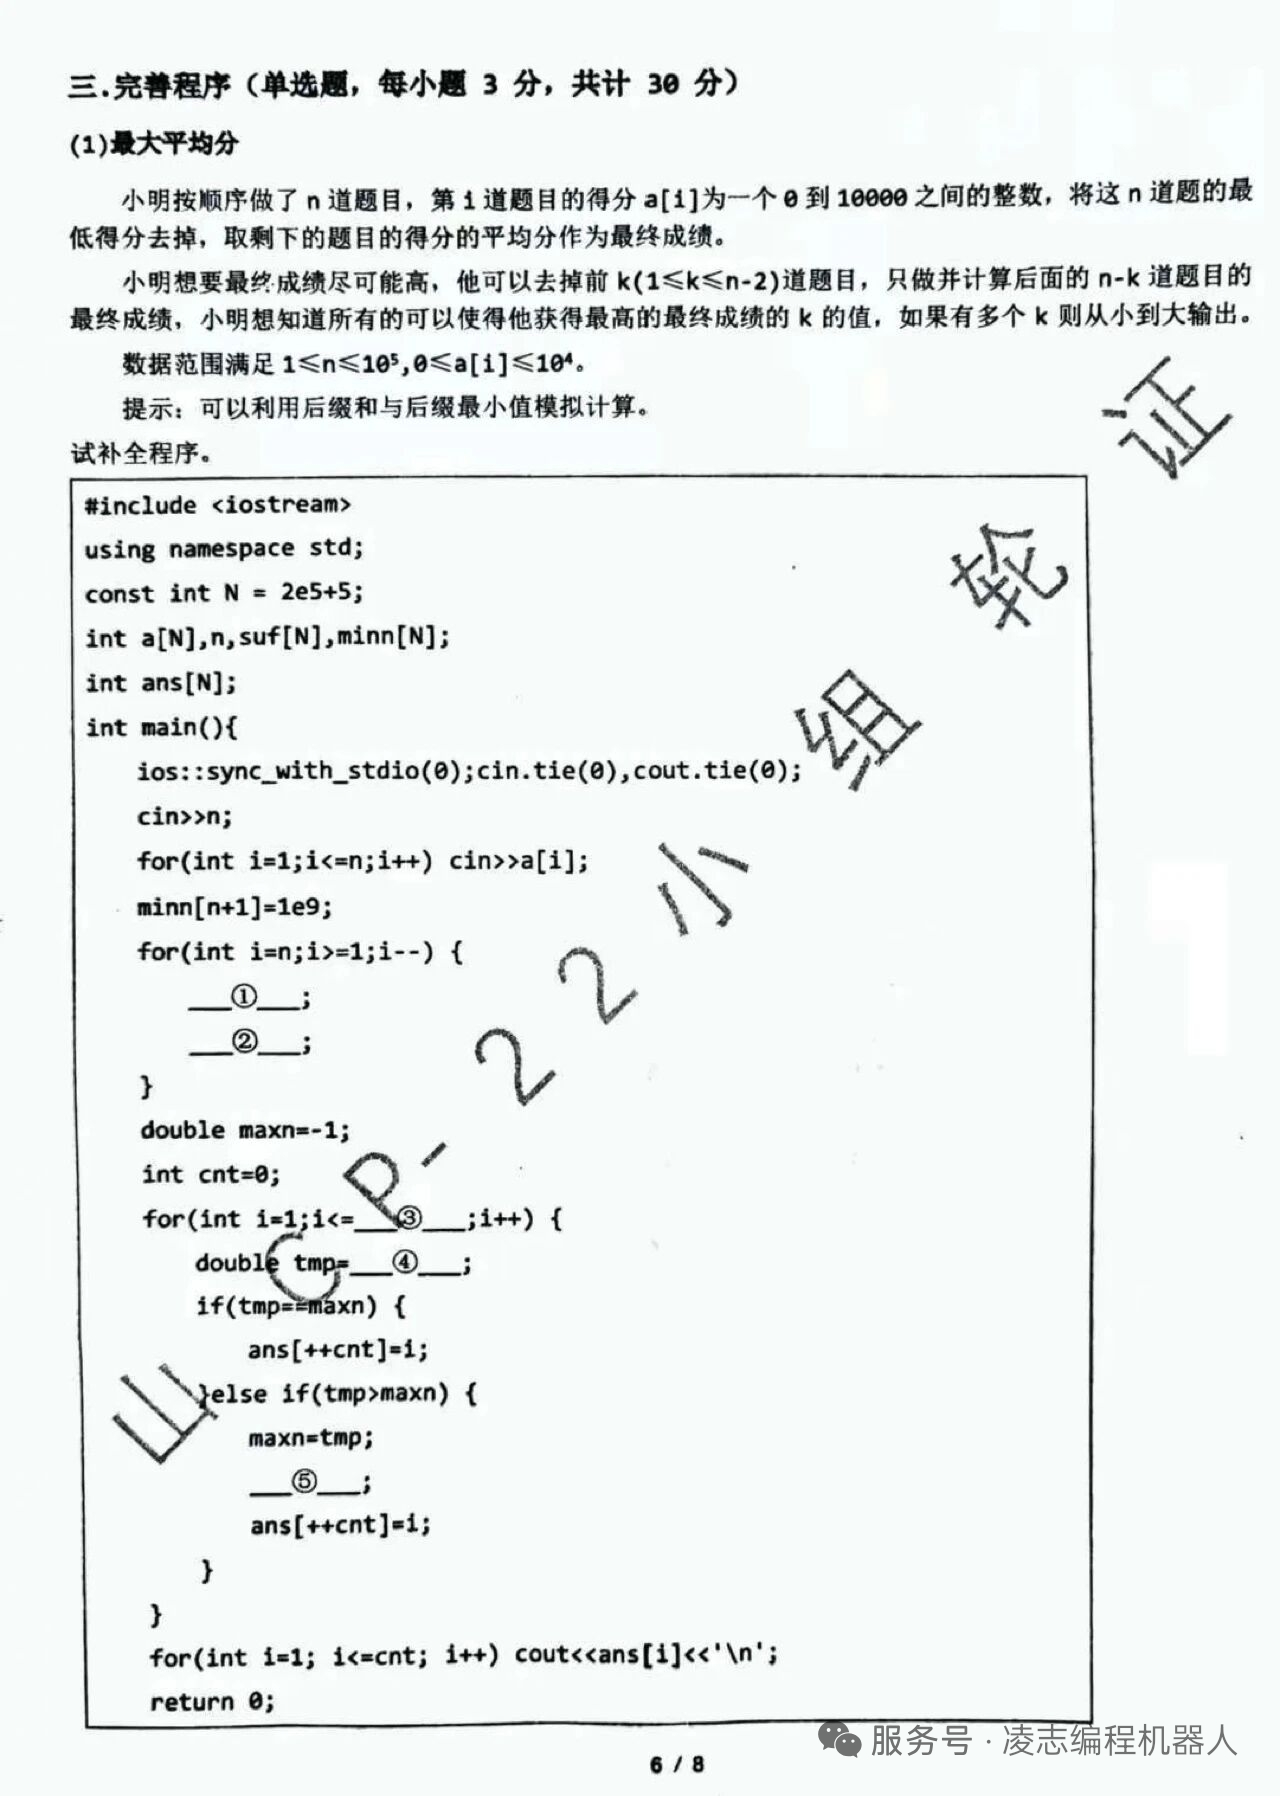 三.完善程序（单选题，每小题 3 分，共计 30 分）
(1)最大平均分
小明按顺序做了 n 道题目，第 i 道题目的得分 a[i]为一个 0 到 10000 之间的整数，将这 n 道题的最
低得分去掉，取剩下的题目的得分的平均分作为最终成绩。
小明想要最终成绩尽可能高，他可以去掉前 k(1≤k≤n-2)道题目，只做并计算后面的 n-k 道题目的
最终成绩，小明想知道所有的可以使得他获得最高的最终成绩的 k 的值，如果有多个 k 则从小到大输出。
数据范围满足 1≤n≤10⁵,0≤a[i]≤10⁴。
提示：可以利用后缀和与后缀最小值模拟计算。
试补全程序。
#include <iostream>
using namespace std;
const int N = 2e5+5;
int a[N],n,suf[N],minn[N];
int ans[N];
int main(){
ios::sync_with_stdio(0);cin.tie(0),cout.tie(0);
cin>>n;
for(int i=1;i<=n;i++) cin>>a[i];
minn[n+1]=1e9;
for(int i=n;i>=1;i--) {
___①___;
___②___;
}
double maxn=-1;
int cnt=0;
for(int i=1;i<=___③___;i++) {
double tmp=___④___;
if(tmp==maxn) {
ans[++cnt]=i;
}else if(tmp>maxn) {
maxn=tmp;
___⑤___;
ans[++cnt]=i;
}
}
for(int i=1; i<=cnt; i++) cout<<ans[i]<<'\n';
return 0;
山 C P - 2 2 小 组 轮 证
服务号 · 凌志编程机器人
6 / 8